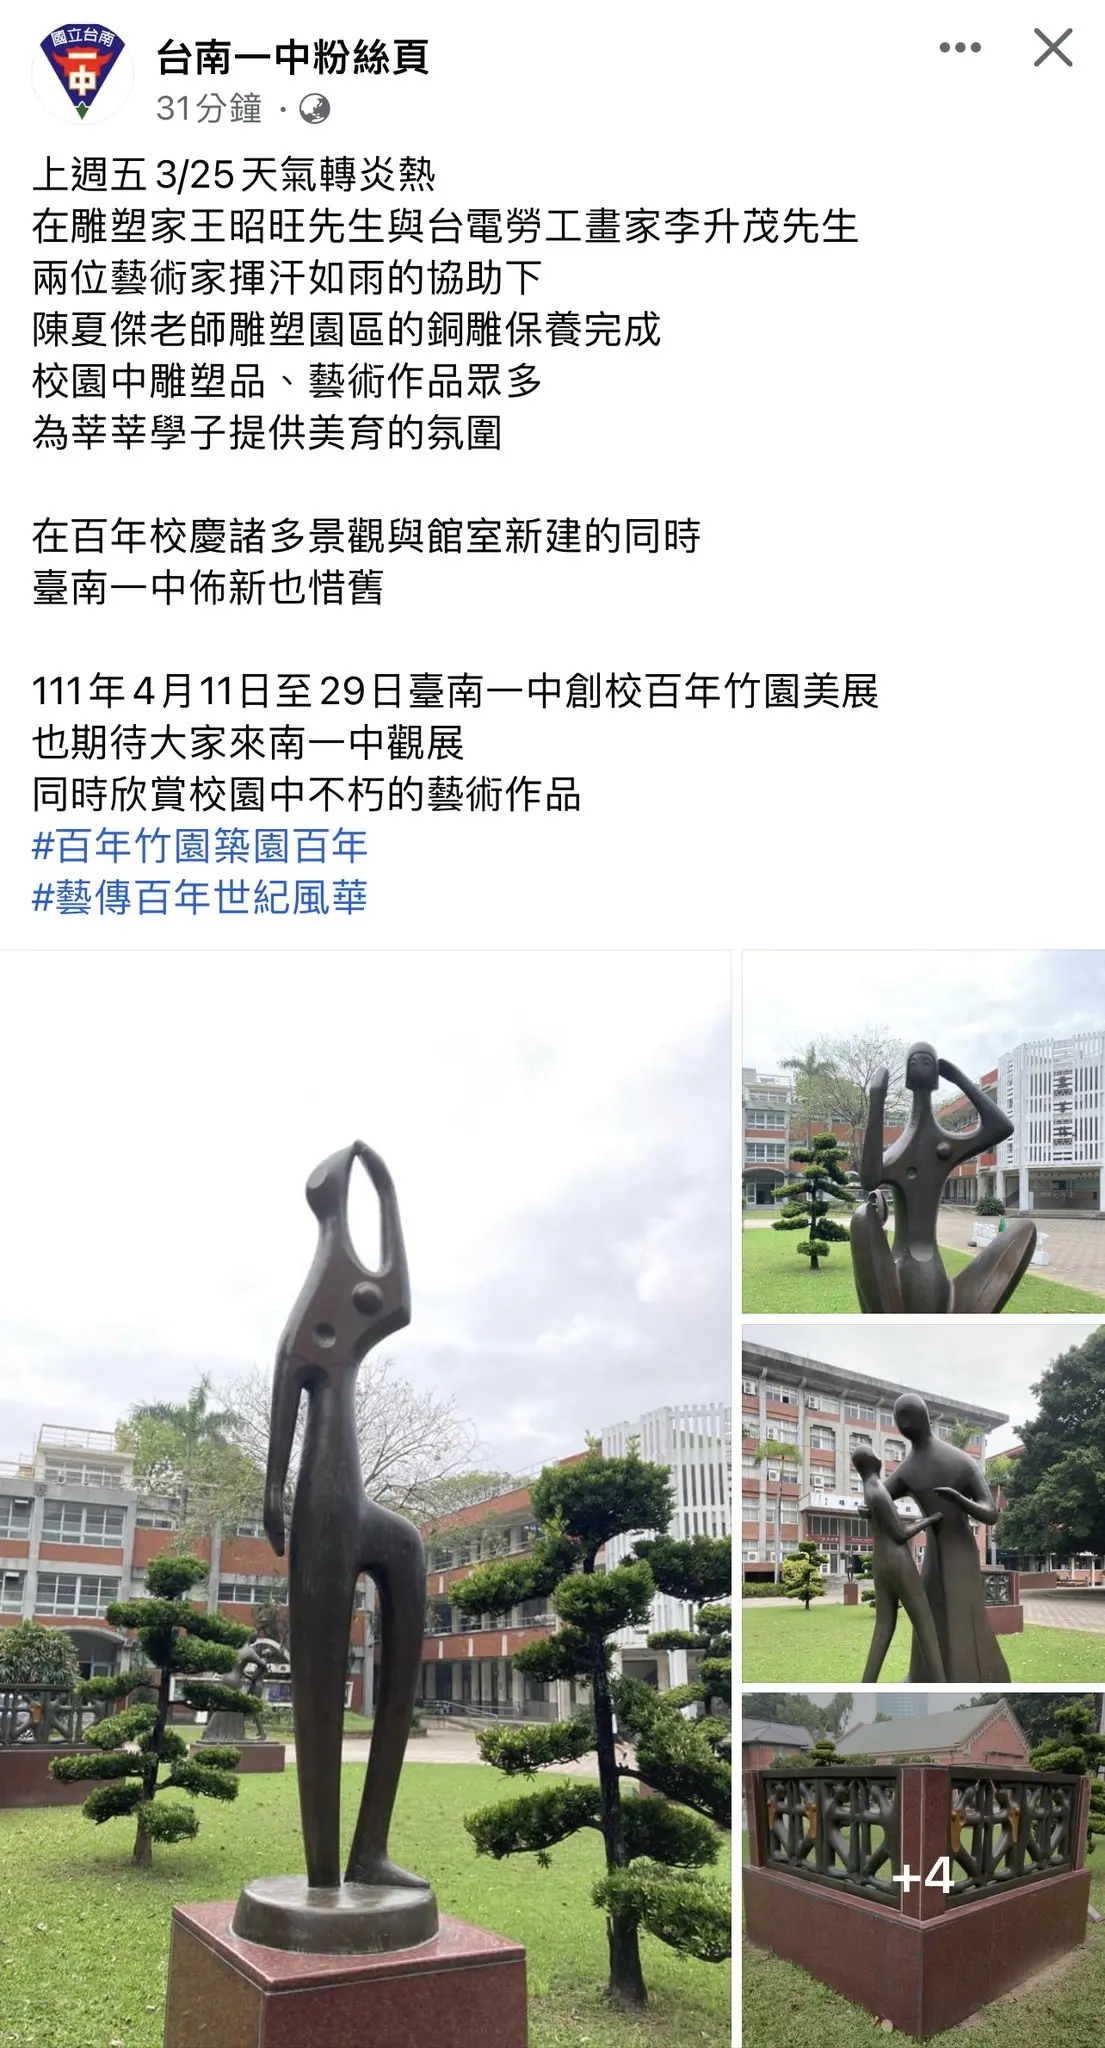 國立台南
一中
台南一中粉絲頁
31分鐘 ·
上週五 3/25 天氣轉炎熱
在雕塑家王昭旺先生與台電勞工畫家李升茂先生
兩位藝術家揮汗如雨的協助下
陳夏傑老師雕塑園區的銅雕保養完成
校園中雕塑品、藝術作品眾多
為莘莘學子提供美育的氛圍
在百年校慶諸多景觀與館室新建的同時
臺南一中佈新也惜舊
111年4月11日至29日臺南一中創校百年竹園美展
也期待大家來南一中觀展
同時欣賞校園中不朽的藝術作品
#百年竹園築園百年
#藝傳百年世紀風華
+4